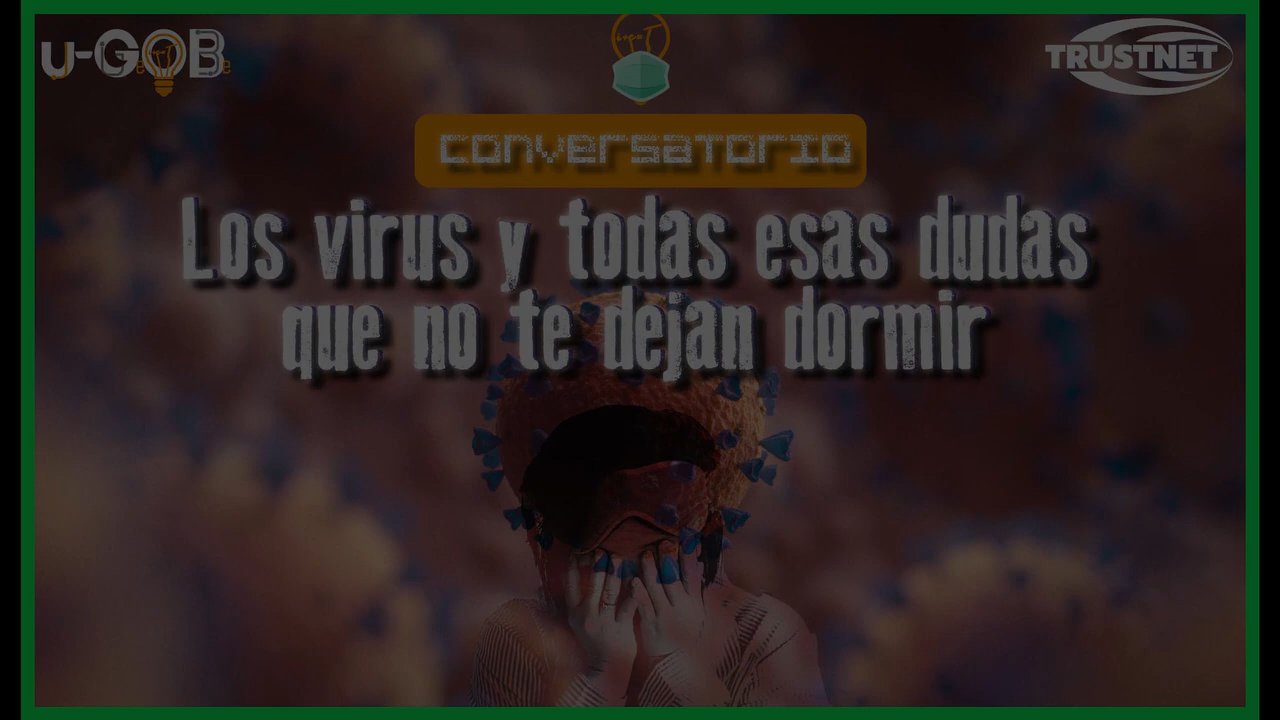 u-GOB
TRUSTNET
conversatorio
Los virus y todas esas dudas
que no te dejan dormir